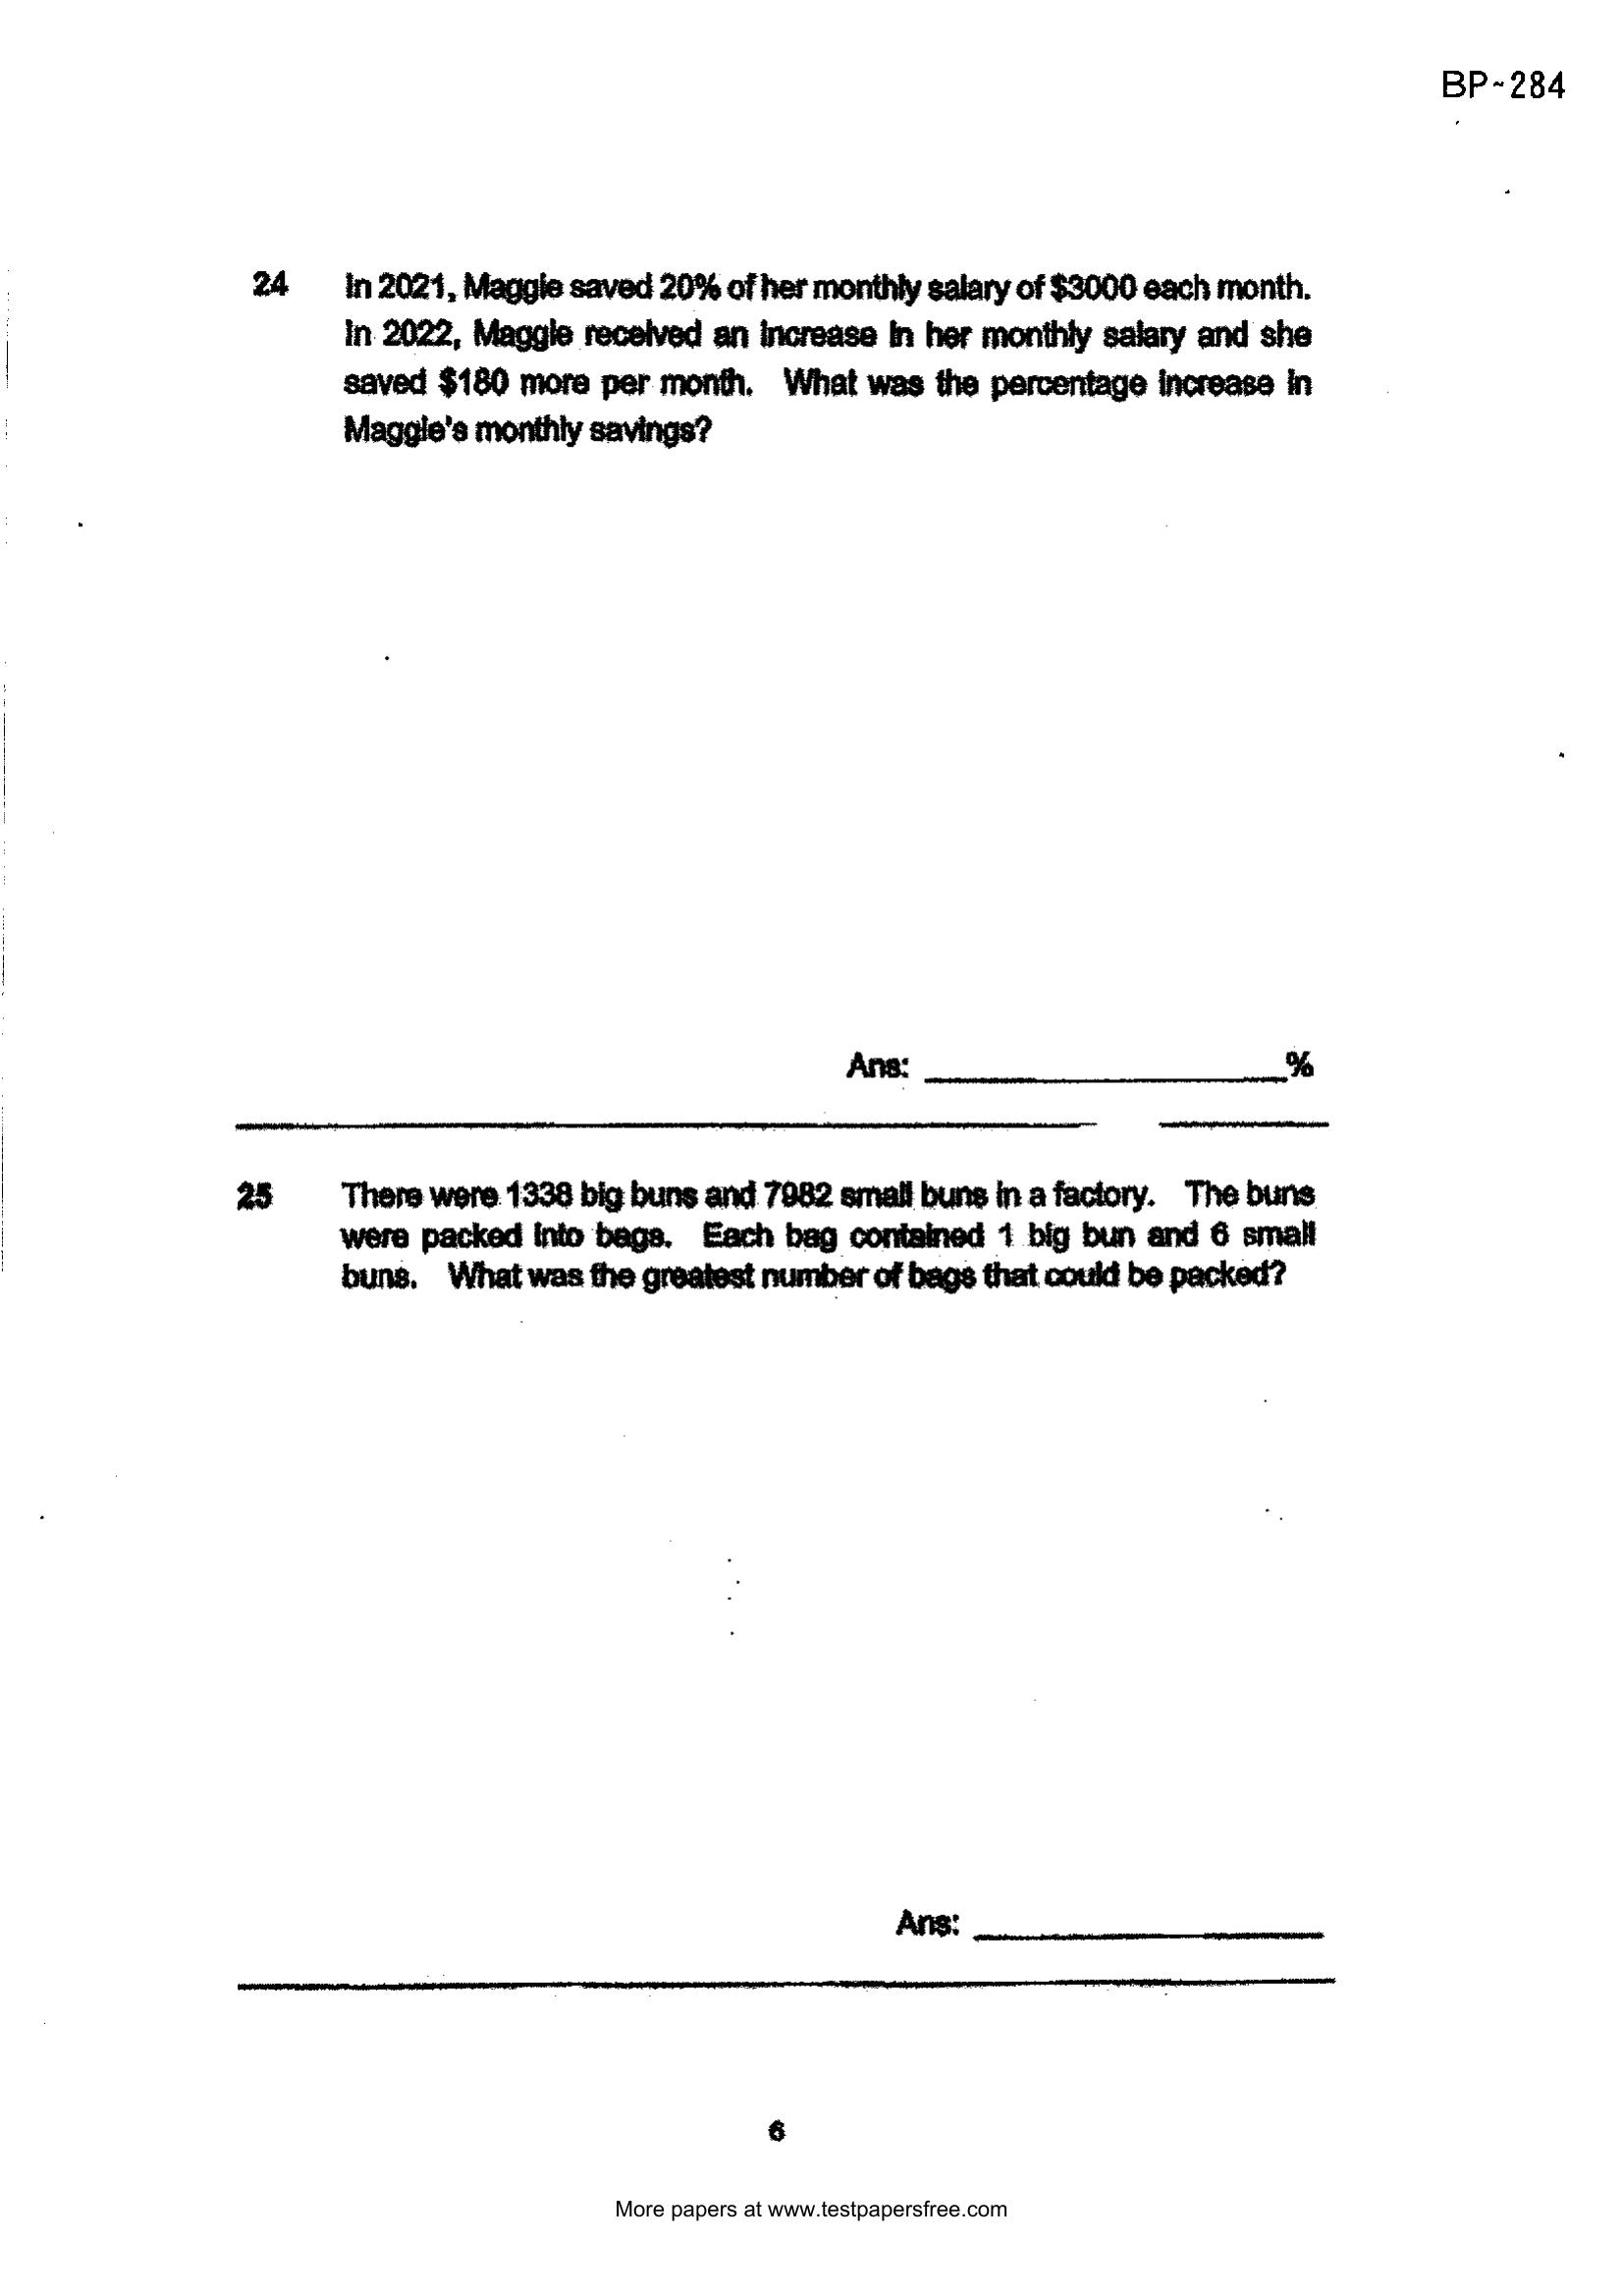 BP-284
24 In 2021, Maggie saved 20% of her monthly salary of $3000 each month.
In 2022, Maggie received an increase in her monthly salary and she
saved $180 more per month. What was the percentage increase in
Maggie's monthly savings?
Ans: %
25 There were 1338 big buns and 7982 small buns in a factory. The buns
were packed into bags. Each bag contained 1 big bun and 6 small
buns. What was the greatest number of bags that could be packed?
Ans:
6
More papers at www.testpapersfree.com